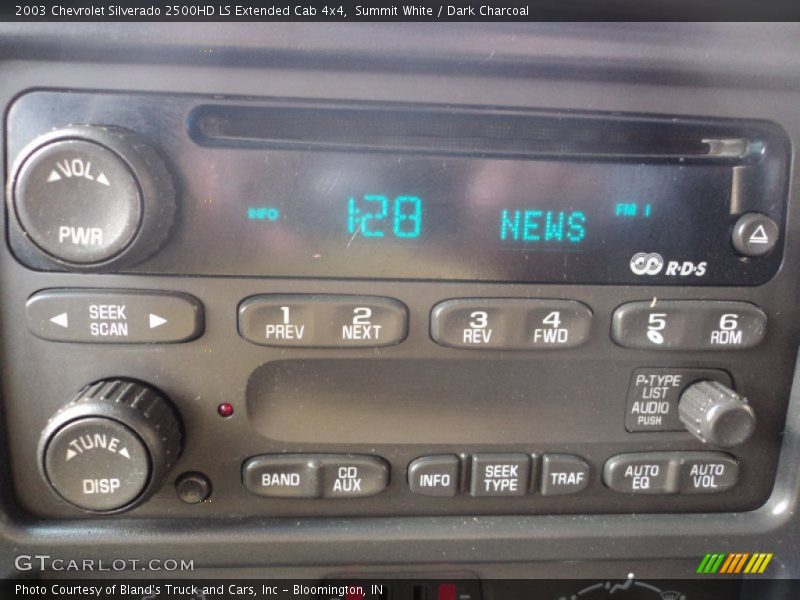 2003 Chevrolet Silverado 2500HD LS Extended Cab 4x4, Summit White / Dark Charcoal
VOL
PWR
INFO
1:28
NEWS
FM 1
R·D·S
SEEK
SCAN
1
PREV
2
NEXT
3
REV
4
FWD
5
6
RDM
P-TYPE
LIST
AUDIO
PUSH
TUNE
DISP
BAND
CD
AUX
INFO
SEEK
TYPE
TRAF
AUTO
EQ
AUTO
VOL
GTCARLOT.COM
Photo Courtesy of Bland's Truck and Cars, Inc - Bloomington, IN